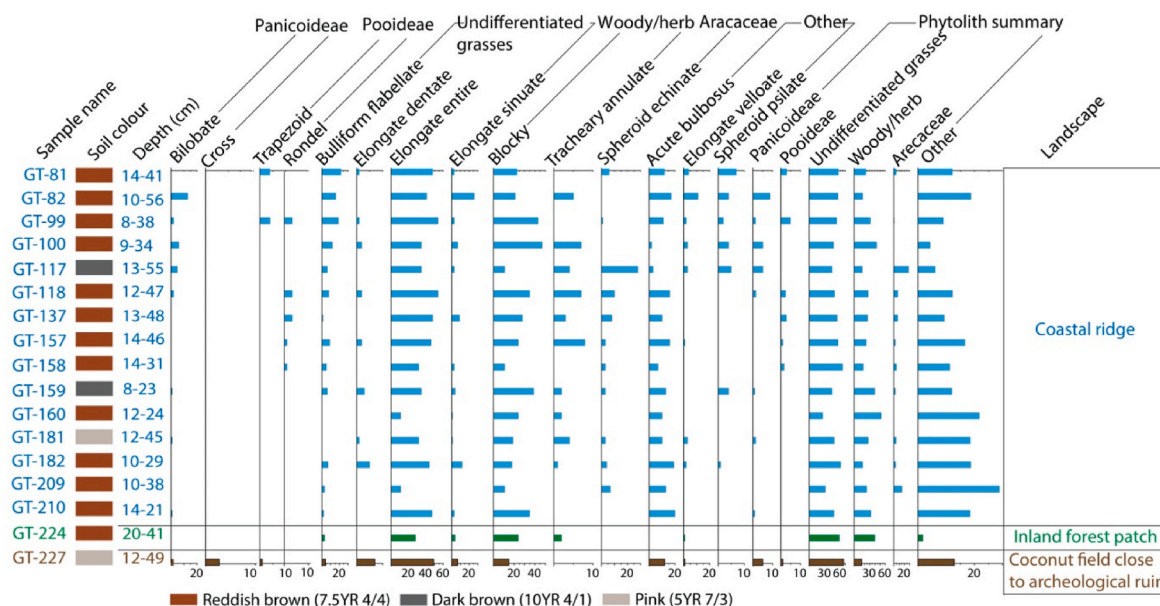 Panicoideae
Pooideae
Undifferentiated
grasses
Woody/herb
Aracaceae
Other
Phytolith summary
Sample name
Soil colour
Depth (cm)
Bilobate
Cross
Trapezoid
Rondel
Bulliform flabellate
Elongate dentate
Elongate entire
Elongate sinuate
Blocky
Tracheary annulate
Spheroid echinate
Acute bulbosus
Elongate velloate
Spheroid psilate
Panicoideae
Pooideae
Undifferentiated grasses
Woody/herb
Arecaceae
Other
Landscape
GT-81 14-41
GT-82 10-56
GT-99 8-38
GT-100 9-34
GT-117 13-55
GT-118 12-47
GT-137 13-48
GT-157 14-46
GT-158 14-31
GT-159 8-23
GT-160 12-24
GT-181 12-45
GT-182 10-29
GT-209 10-38
GT-210 14-21
GT-224 20-41
GT-227 12-49
Coastal ridge
Inland forest patch
Coconut field close
to archeological ruin
20 20 10 10 20 20 20 40 60 20 20 40 10 10 20 20 20 20 10 30 60 30 60 20 20
Reddish brown (7.5YR 4/4) Dark brown (10YR 4/1) Pink (5YR 7/3)